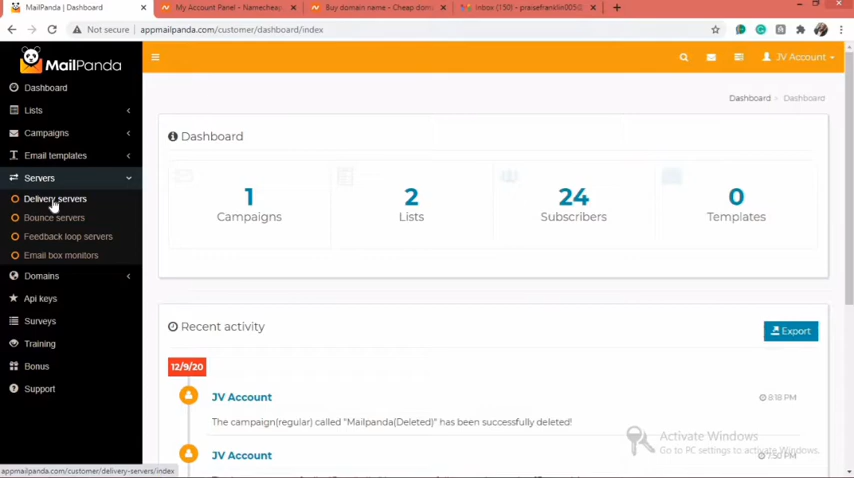 MailPanda | Dashboard
My Account Panel - Namecheap
Buy domain name - Cheap dom
Inbox (150) - praisefranklin005@
Not secure | appmailpanda.com/customer/dashboard/index
MailPanda
JV Account
Dashboard
Lists
Campaigns
Email templates
Servers
Delivery servers
Bounce servers
Feedback loop servers
Email box monitors
Domains
Api keys
Surveys
Training
Bonus
Support
Dashboard > Dashboard
Dashboard
1
Campaigns
2
Lists
24
Subscribers
0
Templates
Recent activity
Export
12/9/20
JV Account
8:18 PM
The campaign(regular) called "Mailpanda(Deleted)" has been successfully deleted!
JV Account
7:50 PM
Activate Windows
Go to PC settings to activate Windows.
appmailpanda.com/customer/delivery-servers/index